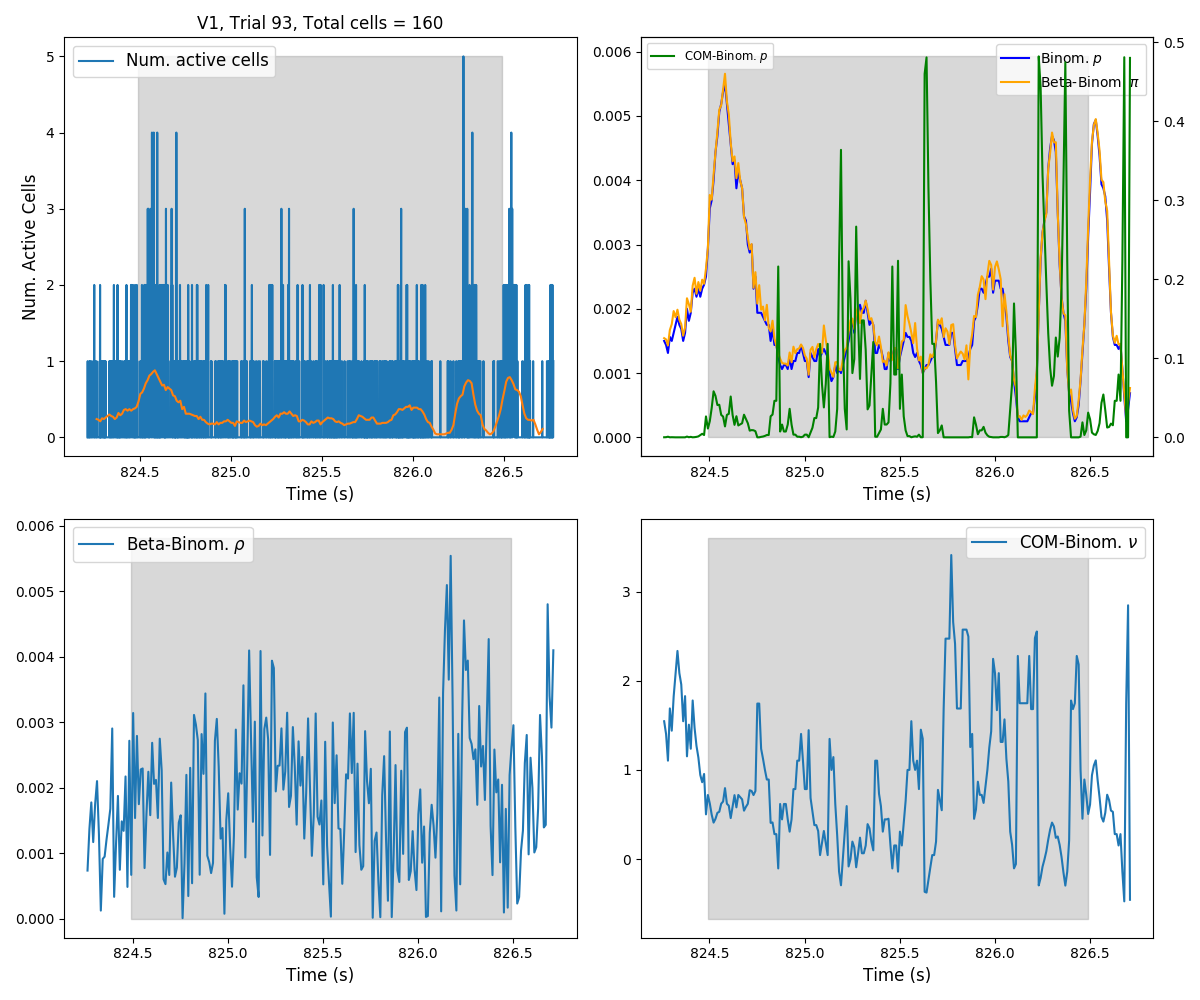 V1, Trial 93, Total cells = 160
Num. active cells
Num. Active Cells
5
4
3
2
1
0
824.5 825.0 825.5 826.0 826.5
Time (s)
COM-Binom. p
Binom. p
Beta-Binom. π
0.006
0.005
0.004
0.003
0.002
0.001
0.000
0.5
0.4
0.3
0.2
0.1
0.0
824.5 825.0 825.5 826.0 826.5
Time (s)
Beta-Binom. ρ
0.006
0.005
0.004
0.003
0.002
0.001
0.000
824.5 825.0 825.5 826.0 826.5
Time (s)
COM-Binom. ν
3
2
1
0
824.5 825.0 825.5 826.0 826.5
Time (s)